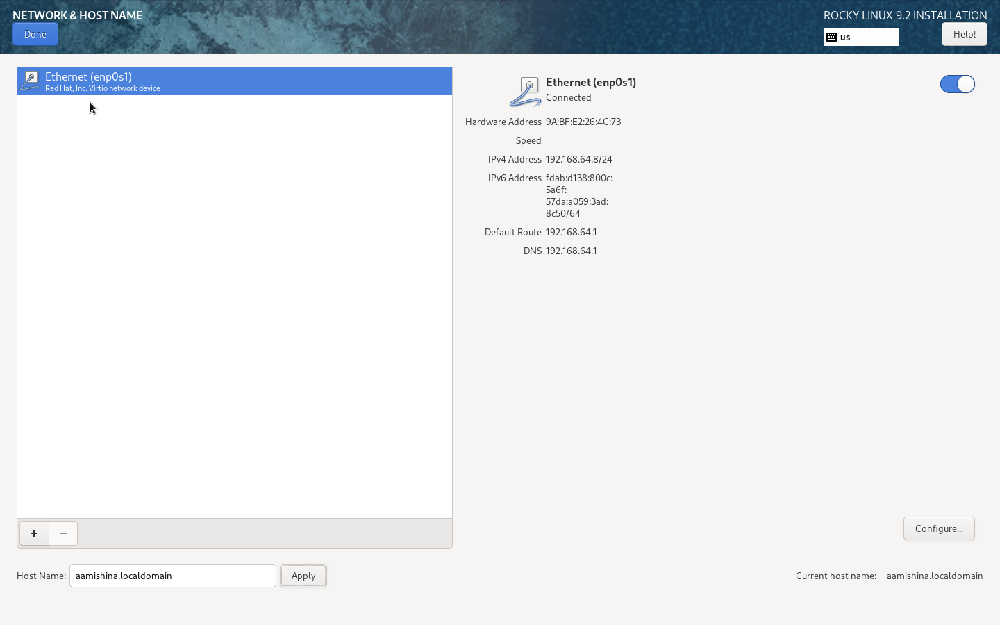 NETWORK & HOST NAME
Done
ROCKY LINUX 9.2 INSTALLATION
us
Help!
Ethernet (enp0s1)
Red Hat, Inc. Virtio network device
Ethernet (enp0s1)
Connected
Hardware Address 9A:BF:E2:26:4C:73
Speed
IPv4 Address 192.168.64.8/24
IPv6 Address fdab:d138:800c:
5a6f:
57da:a059:3ad:
8c50/64
Default Route 192.168.64.1
DNS 192.168.64.1
+ −
Configure...
Host Name: aamishina.localdomain Apply
Current host name: aamishina.localdomain